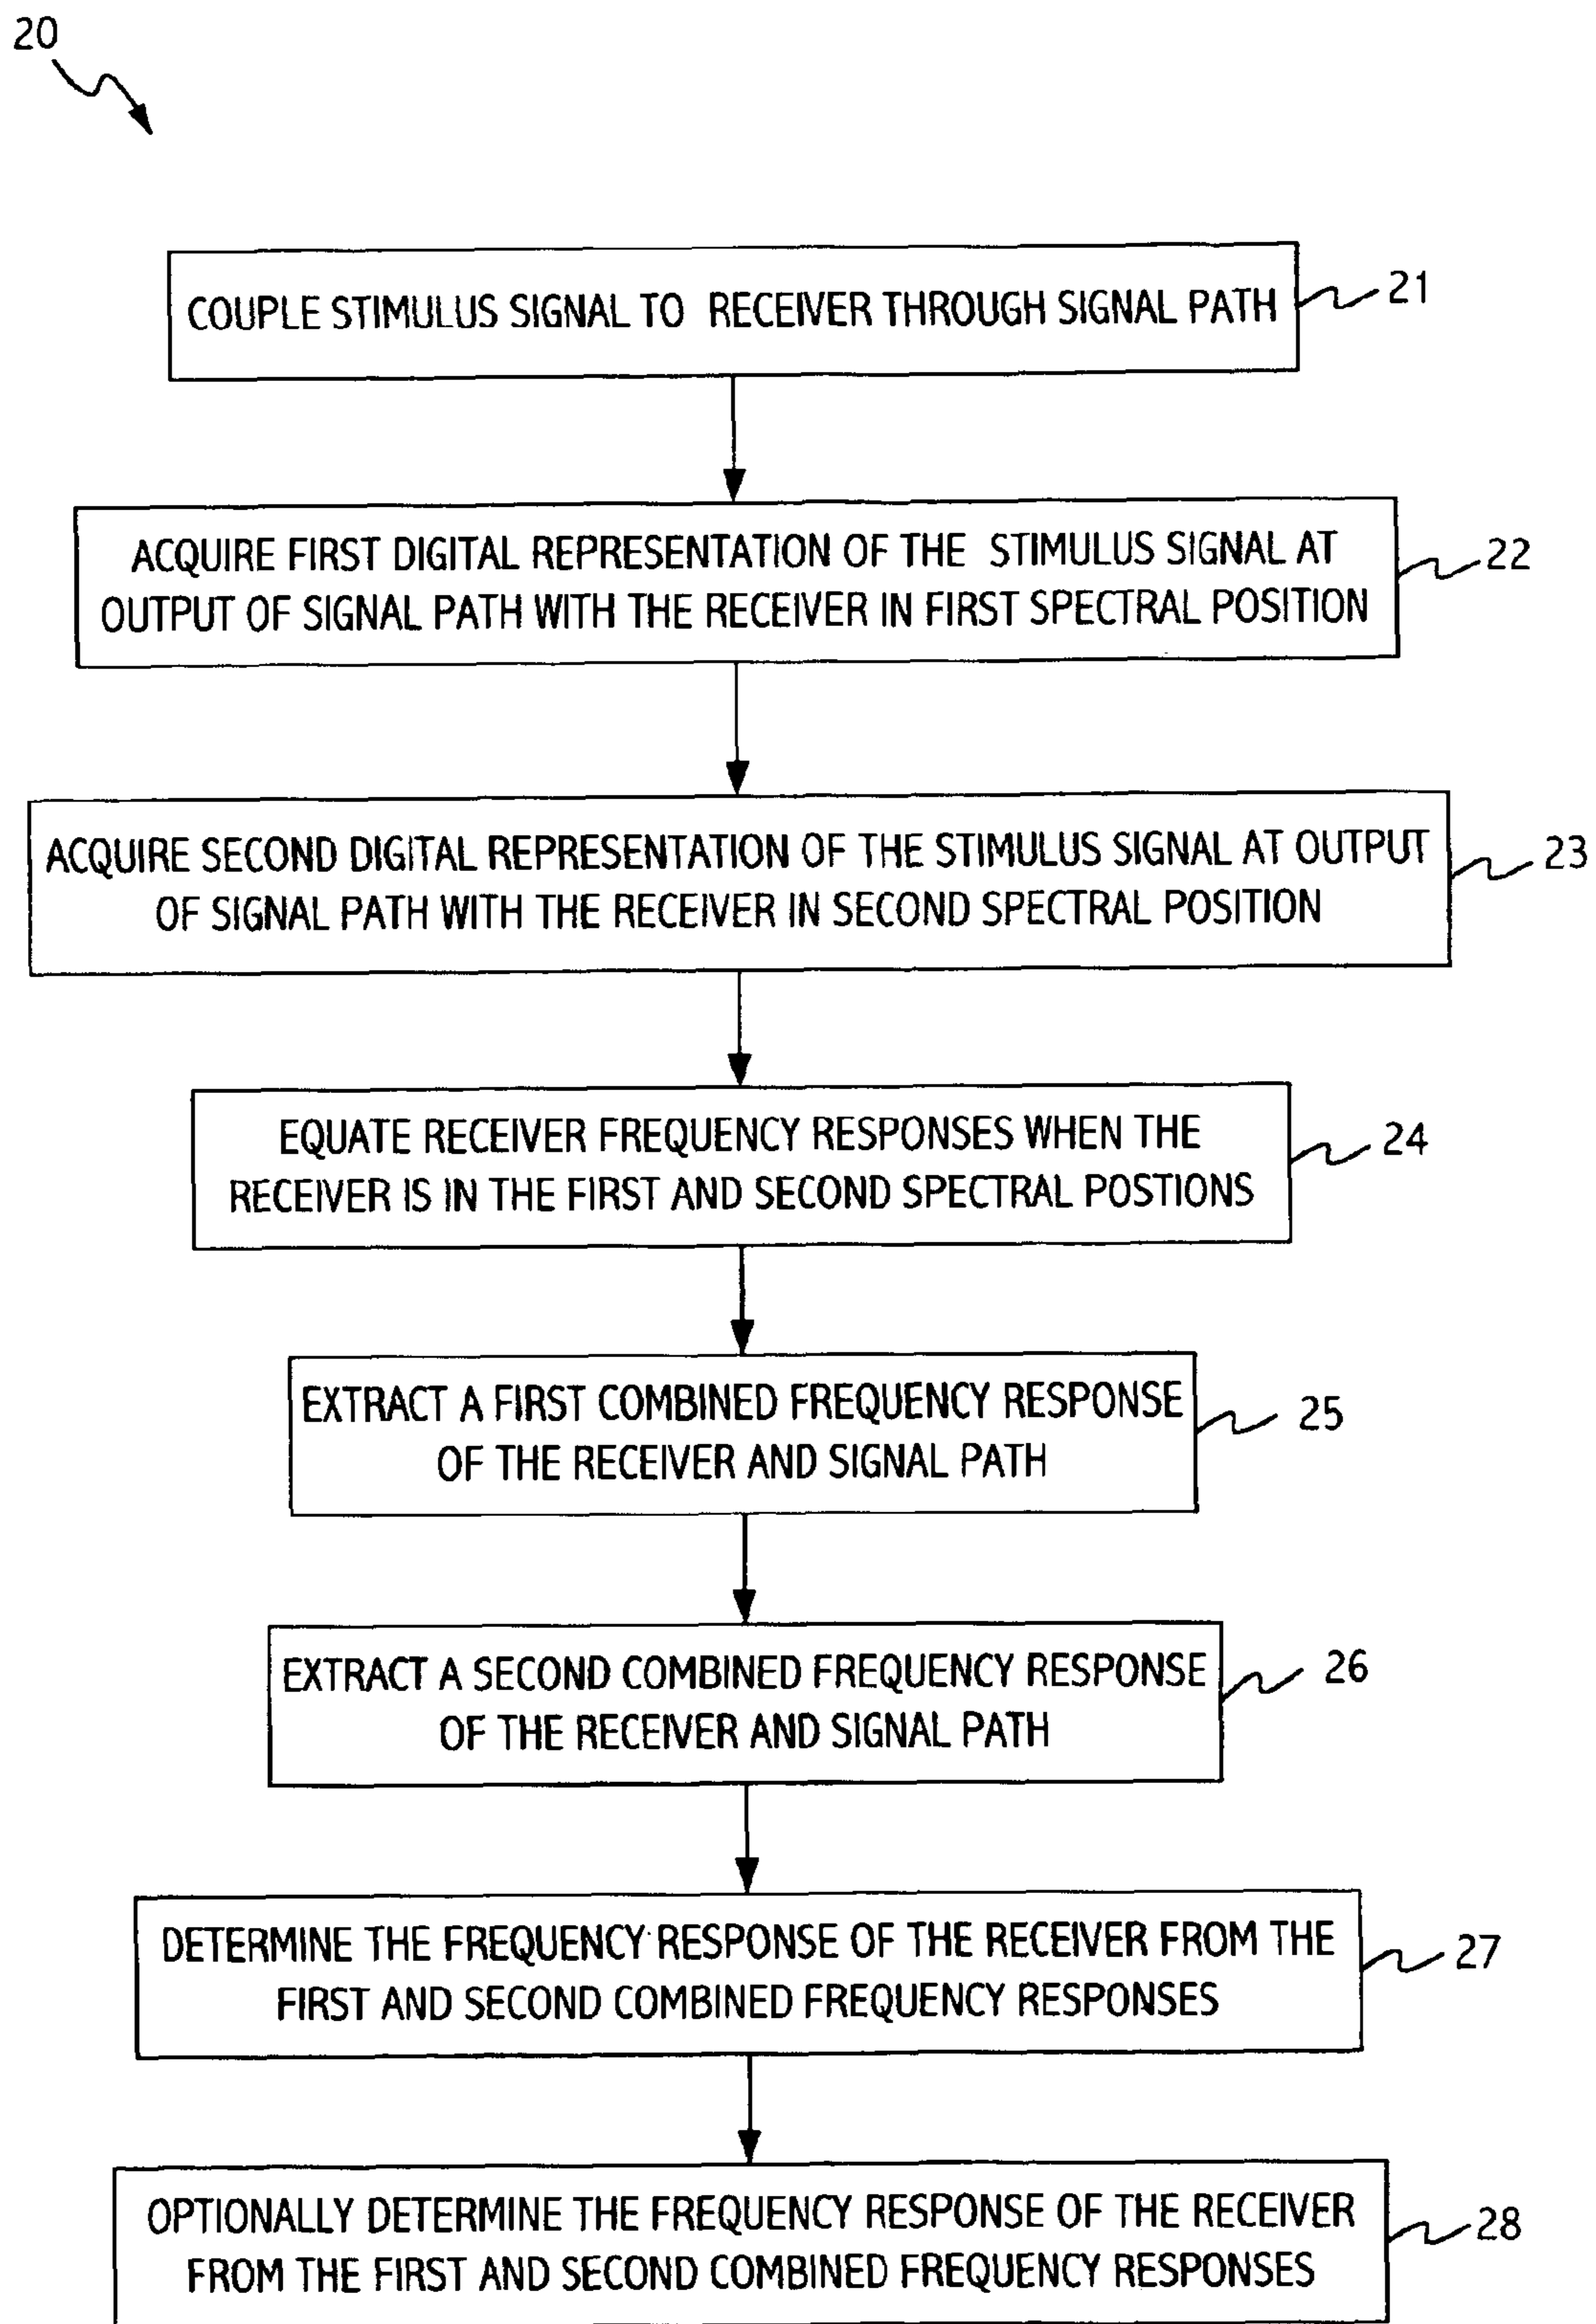 20
COUPLE STIMULUS SIGNAL TO RECEIVER THROUGH SIGNAL PATH
21
ACQUIRE FIRST DIGITAL REPRESENTATION OF THE STIMULUS SIGNAL AT
OUTPUT OF SIGNAL PATH WITH THE RECEIVER IN FIRST SPECTRAL POSITION
22
ACQUIRE SECOND DIGITAL REPRESENTATION OF THE STIMULUS SIGNAL AT OUTPUT
OF SIGNAL PATH WITH THE RECEIVER IN SECOND SPECTRAL POSITION
23
EQUATE RECEIVER FREQUENCY RESPONSES WHEN THE
RECEIVER IS IN THE FIRST AND SECOND SPECTRAL POSTIONS
24
EXTRACT A FIRST COMBINED FREQUENCY RESPONSE
OF THE RECEIVER AND SIGNAL PATH
25
EXTRACT A SECOND COMBINED FREQUENCY RESPONSE
OF THE RECEIVER AND SIGNAL PATH
26
DETERMINE THE FREQUENCY RESPONSE OF THE RECEIVER FROM THE
FIRST AND SECOND COMBINED FREQUENCY RESPONSES
27
OPTIONALLY DETERMINE THE FREQUENCY RESPONSE OF THE RECEIVER
FROM THE FIRST AND SECOND COMBINED FREQUENCY RESPONSES
28